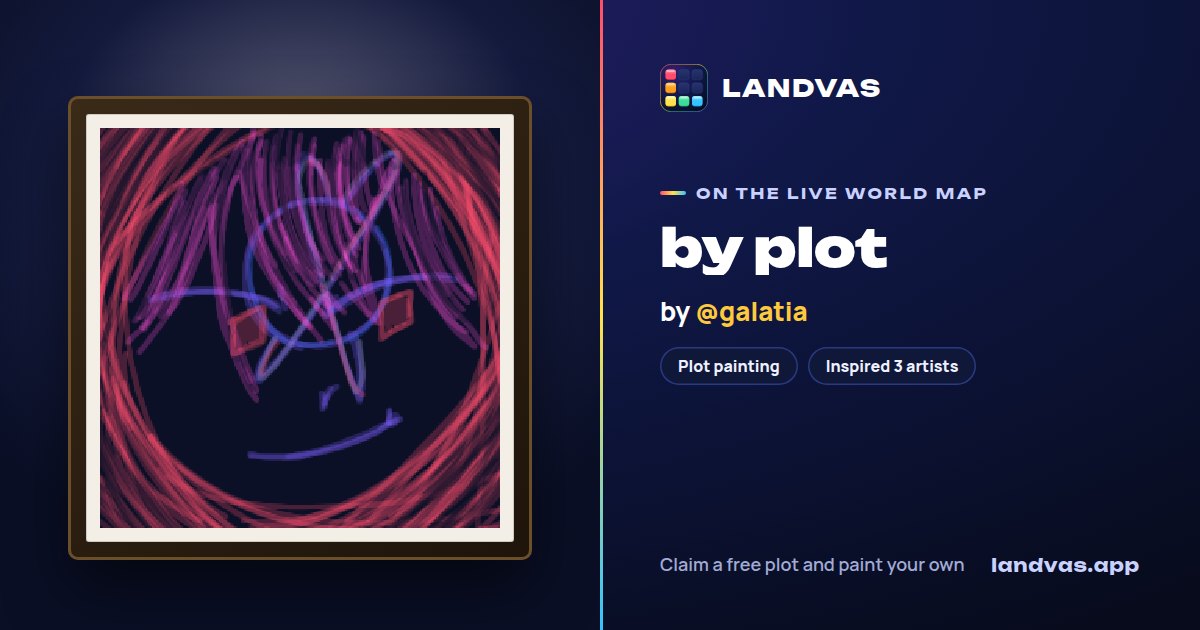 LANDVAS
ON THE LIVE WORLD MAP
by plot
by @galatia
Plot painting
Inspired 3 artists
Claim a free plot and paint your own
landvas.app